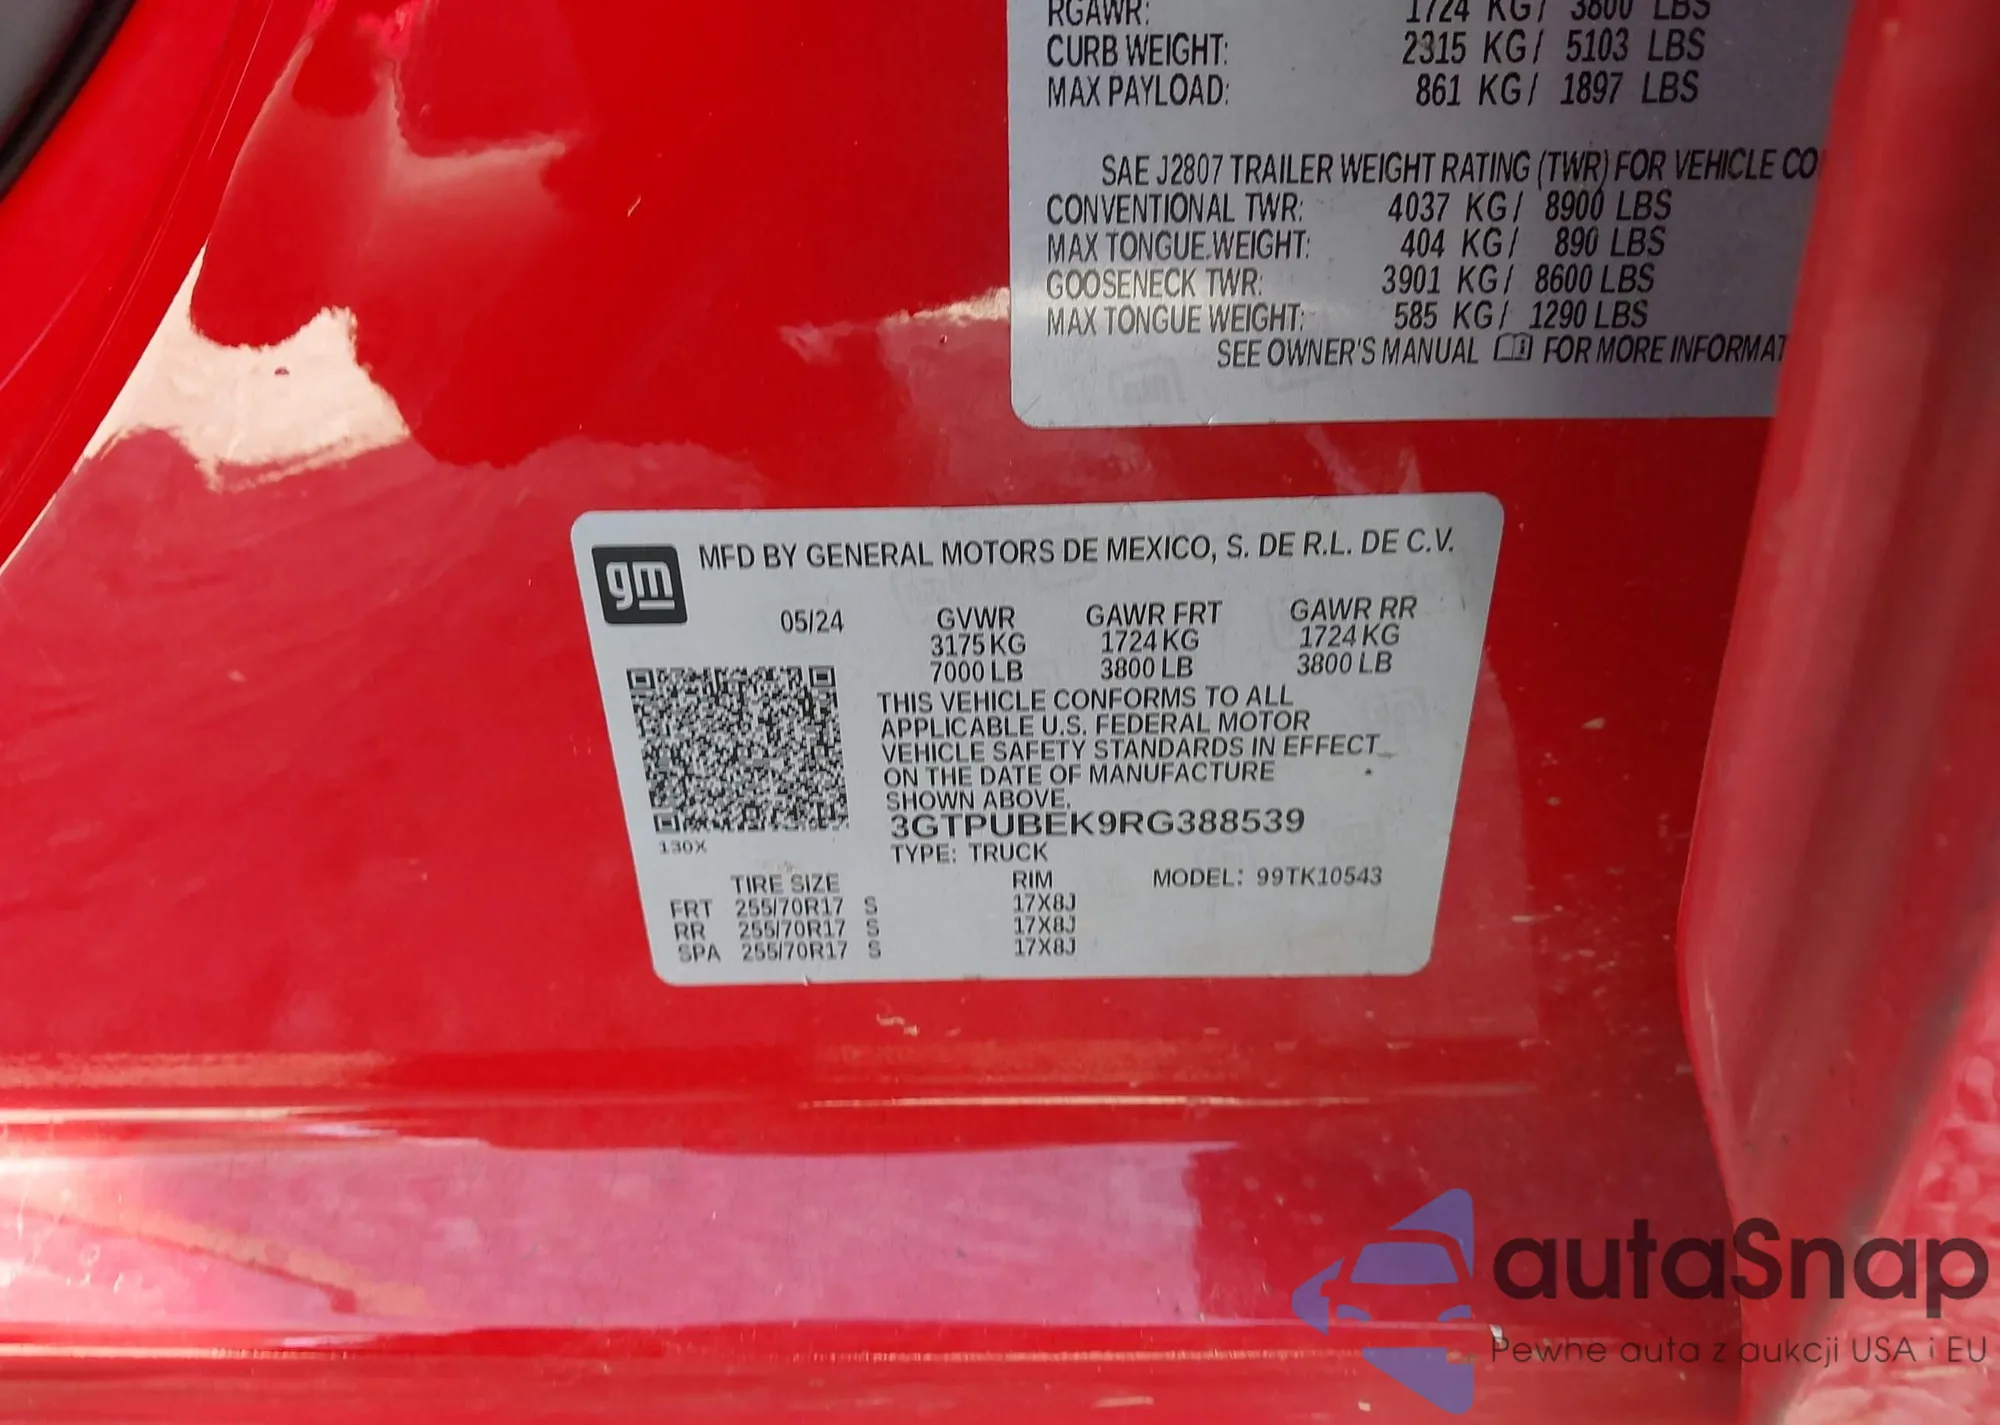 RGAWR: 1724 KG/ 3800 LBS
CURB WEIGHT: 2315 KG/ 5103 LBS
MAX PAYLOAD: 861 KG/ 1897 LBS
SAE J2807 TRAILER WEIGHT RATING (TWR) FOR VEHICLE CO
CONVENTIONAL TWR: 4037 KG/ 8900 LBS
MAX TONGUE WEIGHT: 404 KG/ 890 LBS
GOOSENECK TWR: 3901 KG/ 8600 LBS
MAX TONGUE WEIGHT: 585 KG/ 1290 LBS
SEE OWNER'S MANUAL FOR MORE INFORMAT
gm MFD BY GENERAL MOTORS DE MEXICO, S. DE R.L. DE C.V.
05/24 GVWR GAWR FRT GAWR RR
3175 KG 1724 KG 1724 KG
7000 LB 3800 LB 3800 LB
THIS VEHICLE CONFORMS TO ALL
APPLICABLE U.S. FEDERAL MOTOR
VEHICLE SAFETY STANDARDS IN EFFECT
ON THE DATE OF MANUFACTURE
SHOWN ABOVE.
3GTPUBEK9RG388539
130X
TYPE: TRUCK
TIRE SIZE RIM MODEL: 99TK10543
FRT 255/70R17 S 17X8J
RR 255/70R17 S 17X8J
SPA 255/70R17 S 17X8J
autaSnap
Pewne auta z aukcji USA i EU